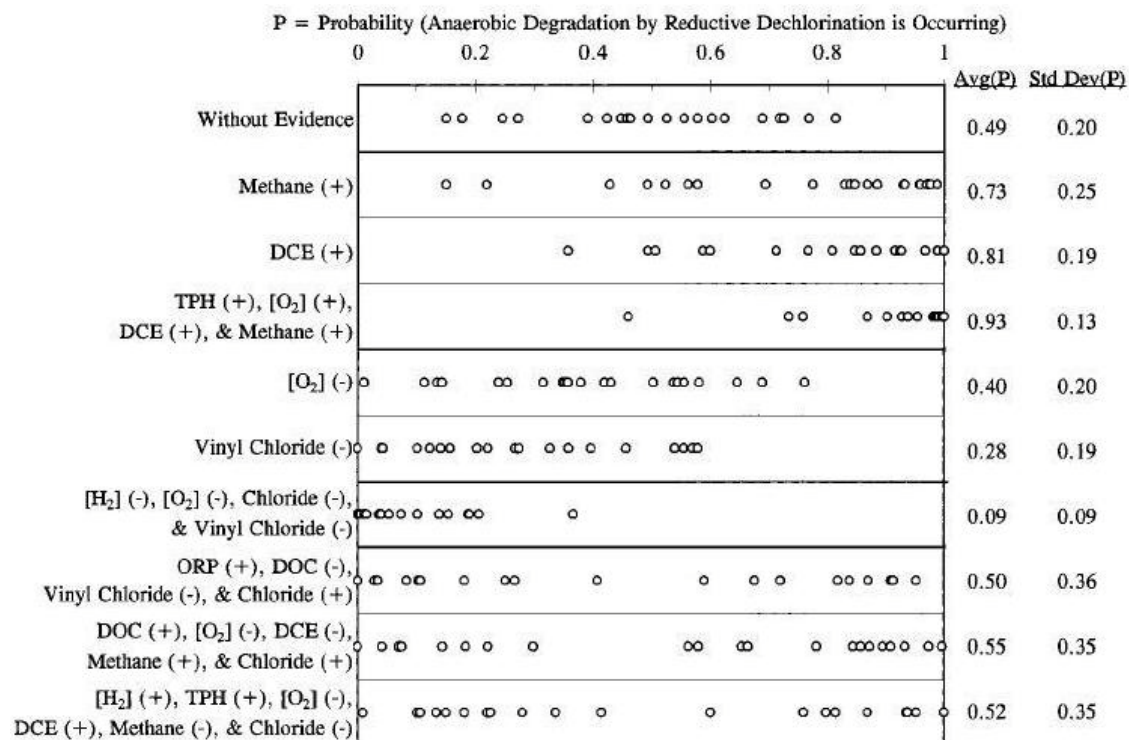 P = Probability (Anaerobic Degradation by Reductive Dechlorination is Occurring)
0 0.2 0.4 0.6 0.8 1
Avg(P) Std Dev(P)
Without Evidence 0.49 0.20
Methane (+) 0.73 0.25
DCE (+) 0.81 0.19
TPH (+), [O₂] (+),
DCE (+), & Methane (+) 0.93 0.13
[O₂] (-) 0.40 0.20
Vinyl Chloride (-) 0.28 0.19
[H₂] (-), [O₂] (-), Chloride (-),
& Vinyl Chloride (-) 0.09 0.09
ORP (+), DOC (-),
Vinyl Chloride (-), & Chloride (+) 0.50 0.36
DOC (+), [O₂] (-), DCE (-),
Methane (+), & Chloride (+) 0.55 0.35
[H₂] (+), TPH (+), [O₂] (-),
DCE (+), Methane (-), & Chloride (-) 0.52 0.35